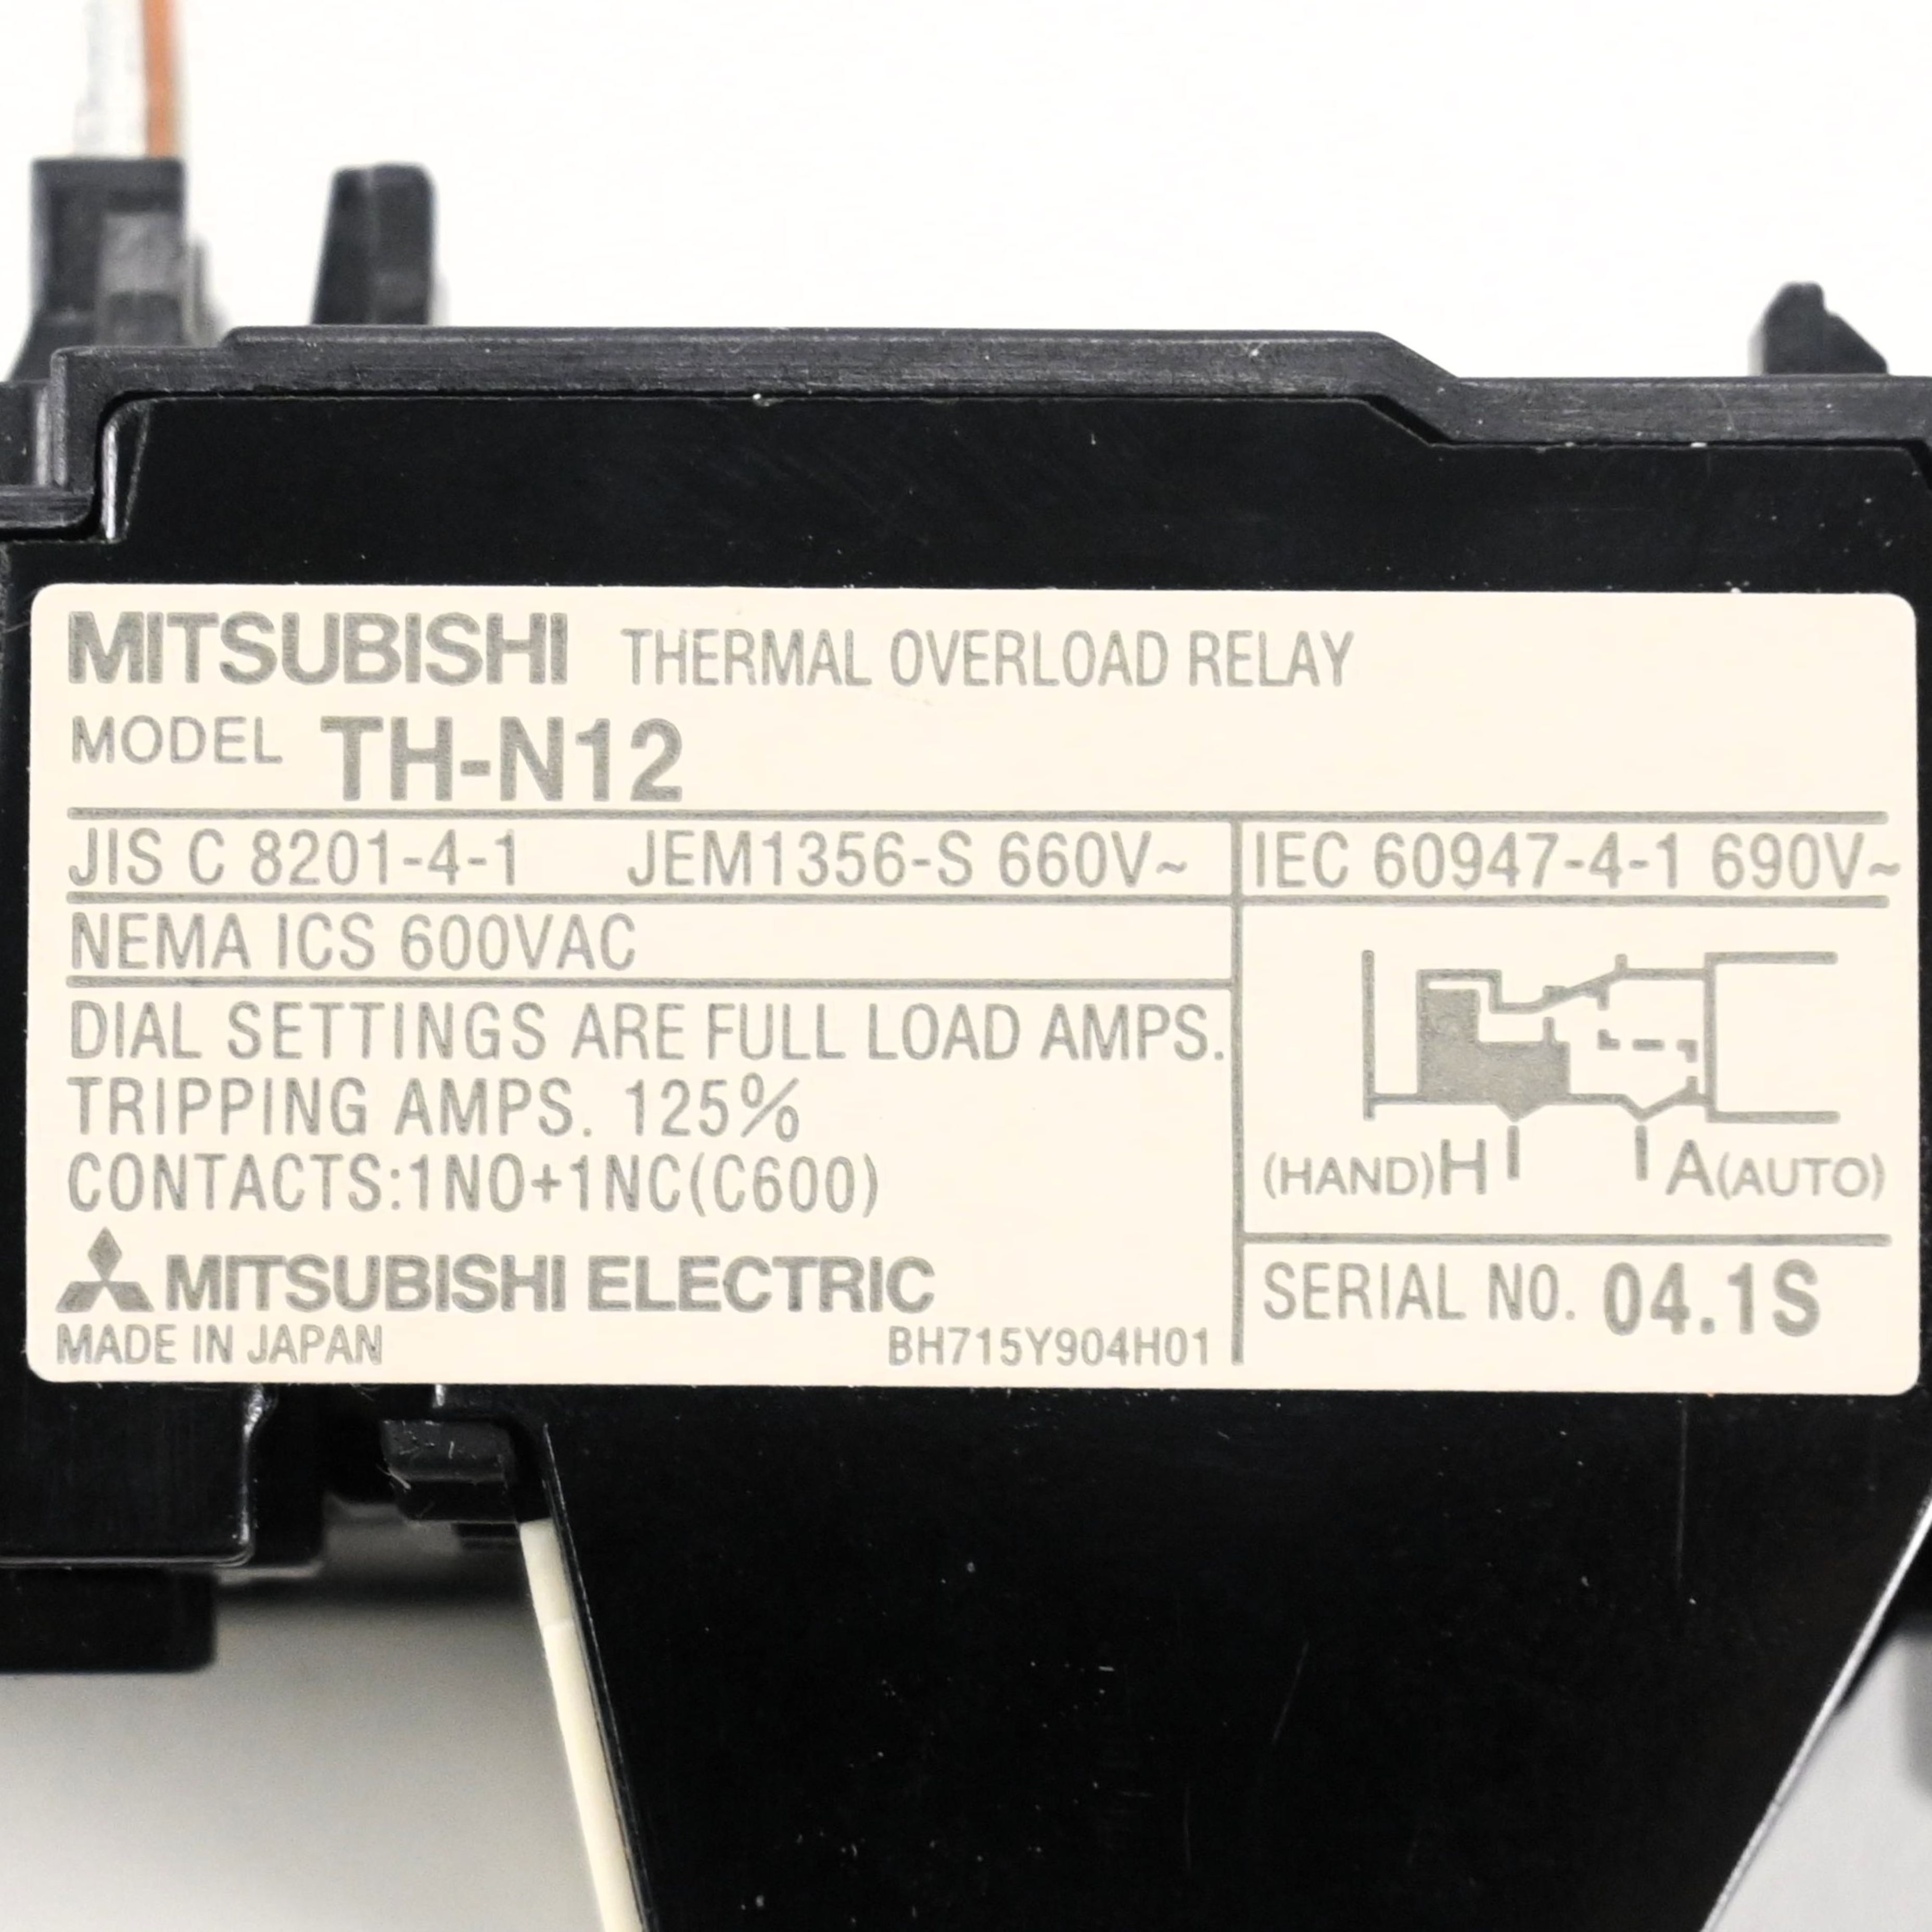 MITSUBISHI THERMAL OVERLOAD RELAY
MODEL TH-N12
JIS C 8201-4-1 JEM1356-S 660V~ IEC 60947-4-1 690V~
NEMA ICS 600VAC
DIAL SETTINGS ARE FULL LOAD AMPS.
TRIPPING AMPS. 125%
CONTACTS:1NO+1NC(C600)
(HAND)H A(AUTO)
MITSUBISHI ELECTRIC
MADE IN JAPAN BH715Y904H01
SERIAL NO. 04.1S